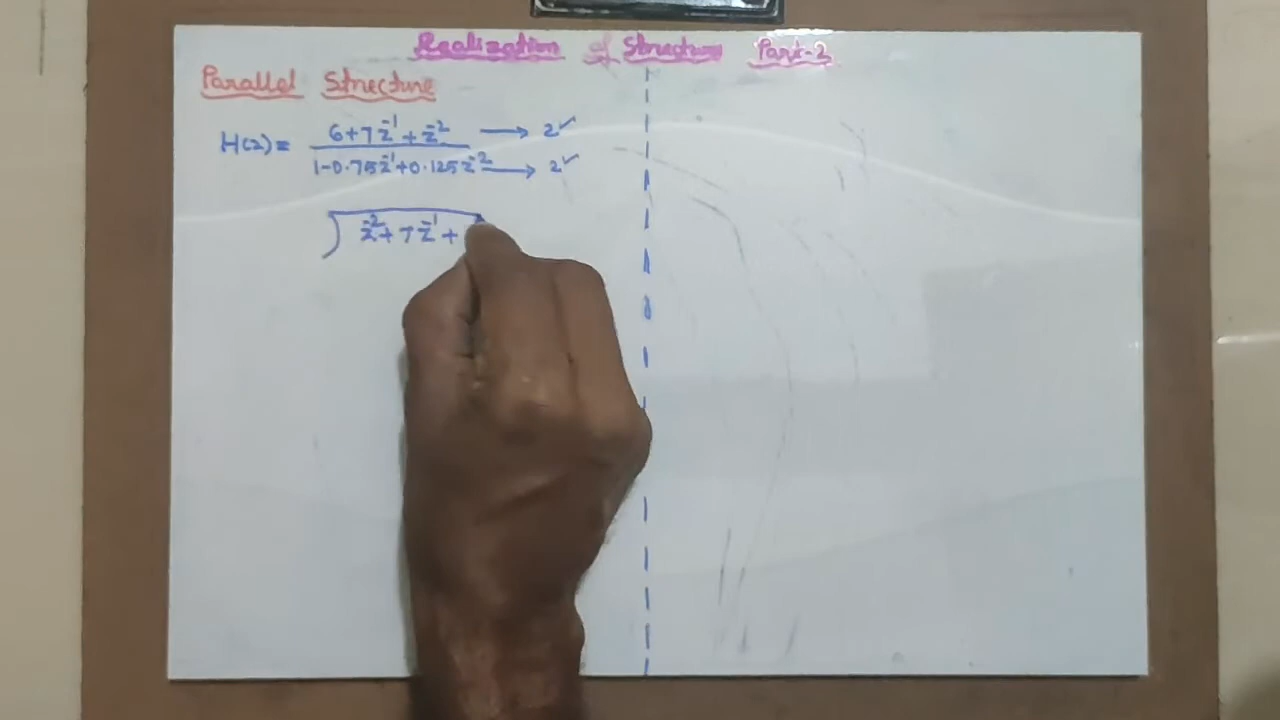 Realization of Structure Part-2
Parallel Structure
H(z) = 6+7z⁻¹+z⁻² → 2✓
1-0.75z⁻¹+0.125z⁻² → 2✓
z⁻²+7z⁻¹+